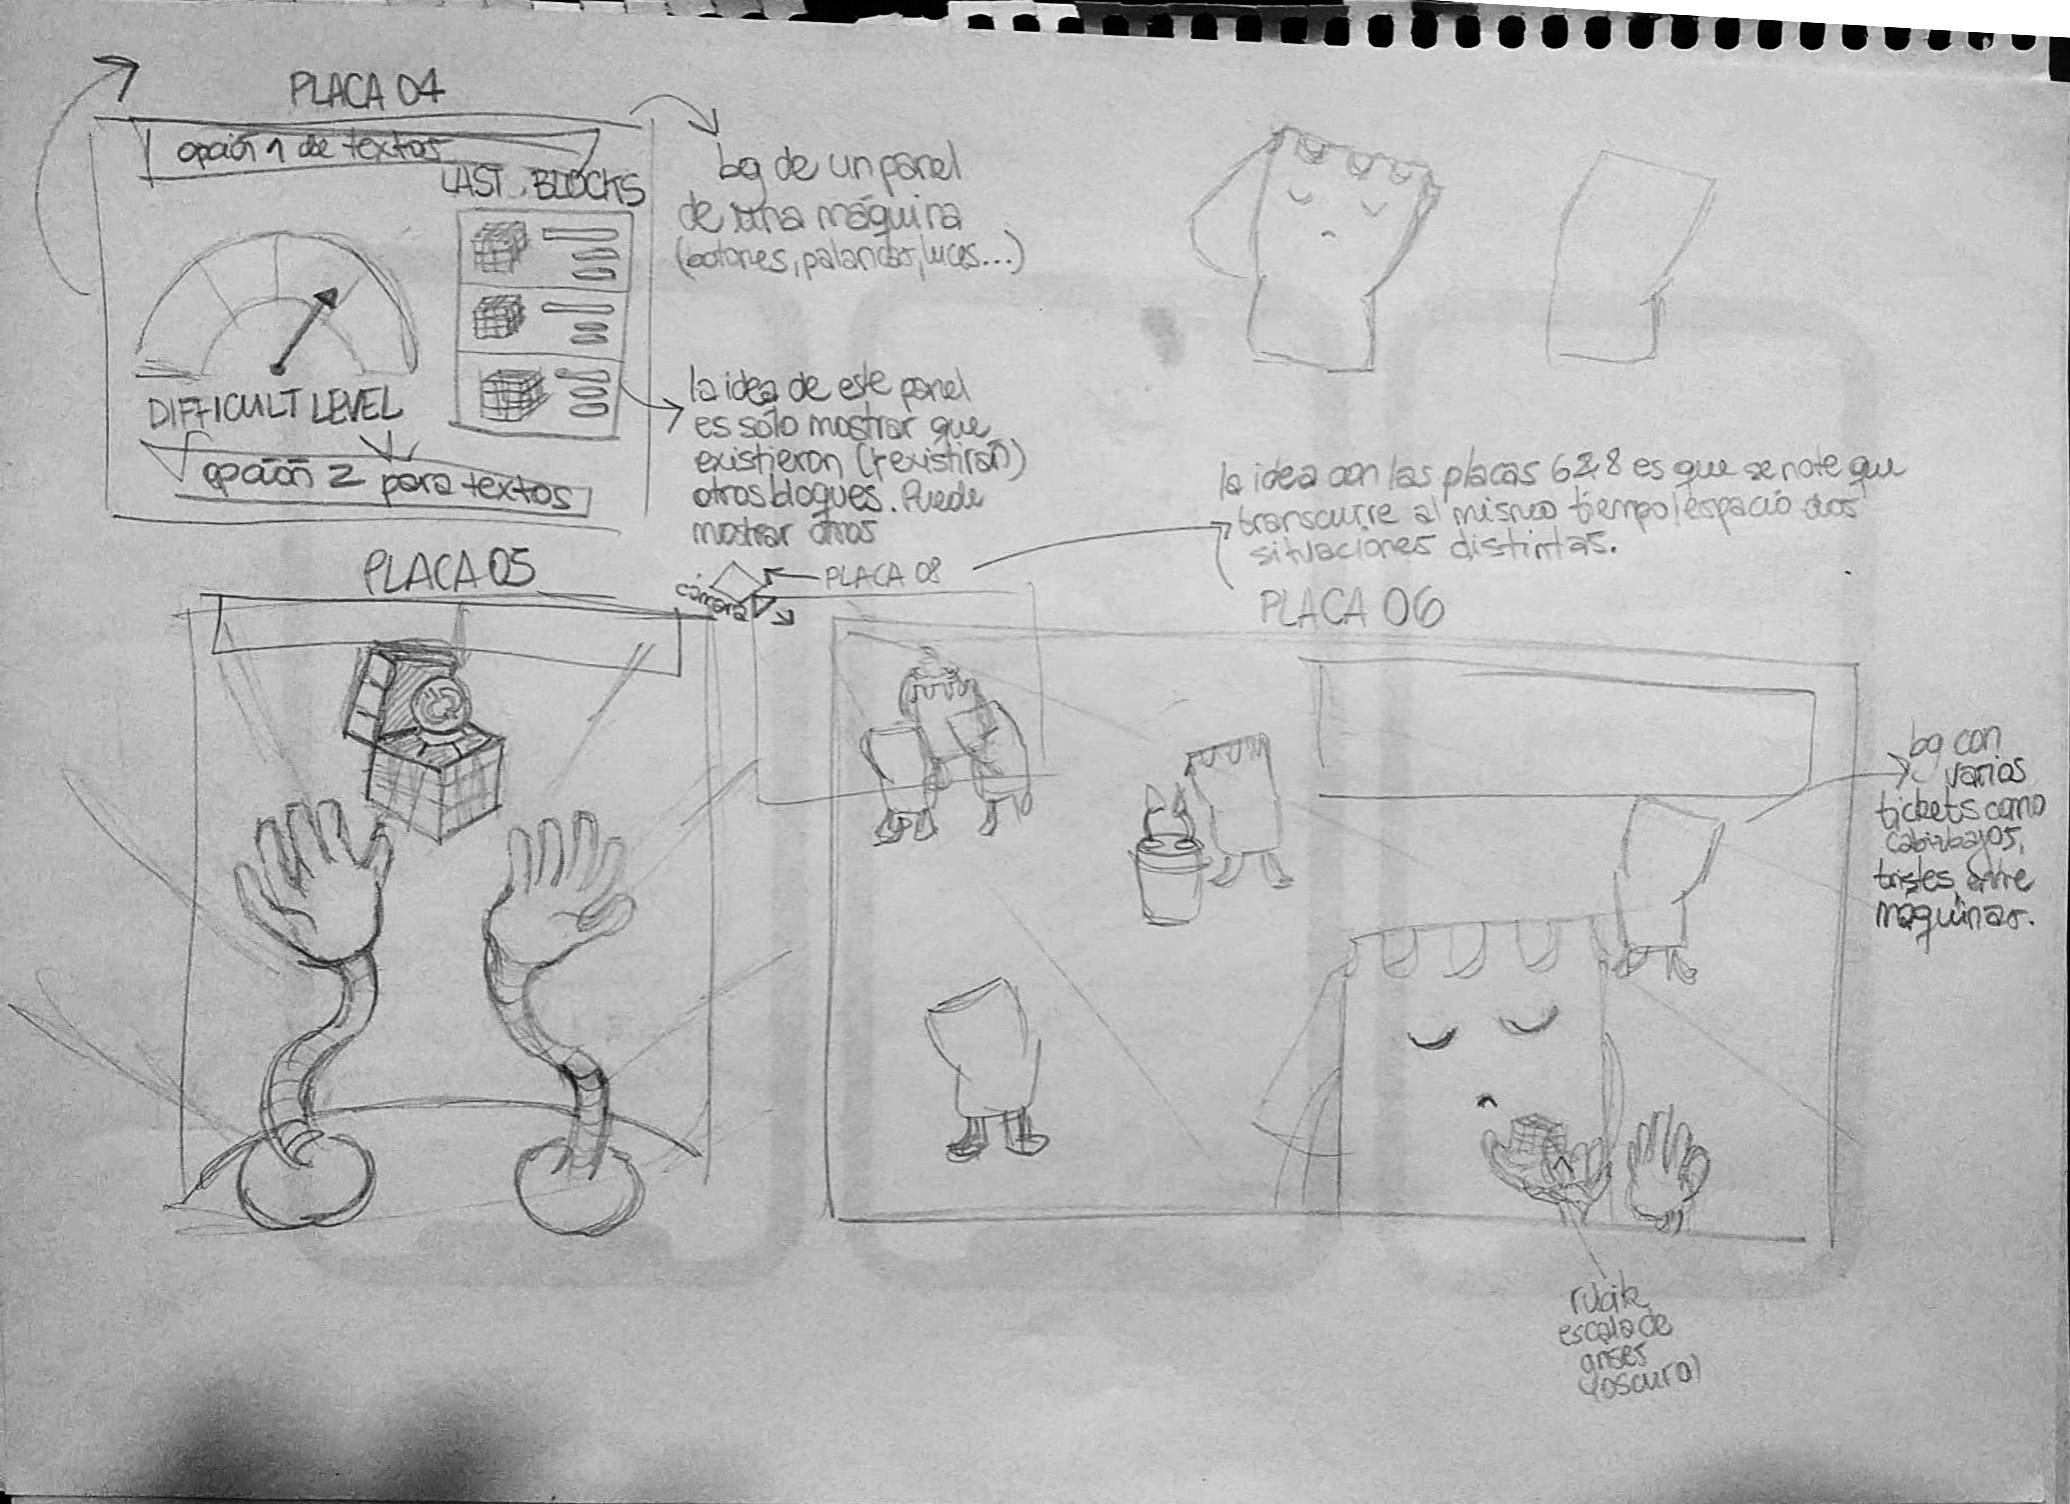 PLACA 04
opción 1 de textos
LAST BLOCKS
DIFFICULT LEVEL
opción 2 para textos
bg de un panel
de una máquina
(botones, palancas, luces...)
la idea de este panel
es sólo mostrar que
existieron (y existirán)
otros bloques. Puede
mostrar otros
PLACA 05
cámara
PLACA 08
la idea con las placas 6 & 8 es que se note que
transcurre al mismo tiempo/espacio dos
situaciones distintas.
PLACA 06
bg con
varios
tickets como
cabizbajos,
tristes, entre
máquinas.
rubik
escala de
grises
(oscura)